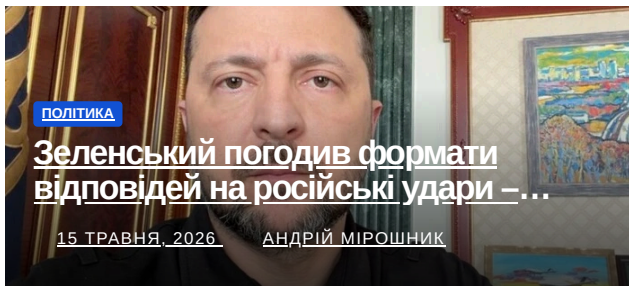 ПОЛІТИКА
Зеленський погодив формати
відповідей на російські удари –…
15 ТРАВНЯ, 2026 АНДРІЙ МІРОШНИК